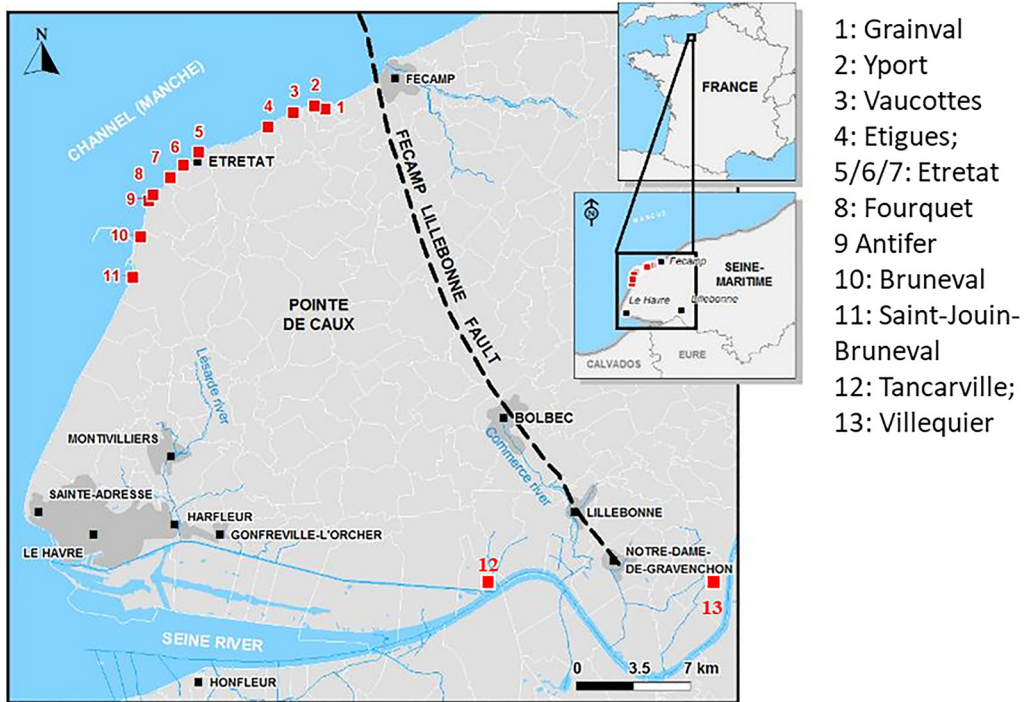 N
CHANNEL (MANCHE)
FECAMP
1
2
3
4
5
6
7
8
9
10
11
ETRETAT
FECAMP LILLEBONNE FAULT
POINTE
DE CAUX
Lésarde river
MONTIVILLIERS
SAINTE-ADRESSE
HARFLEUR
GONFREVILLE-L'ORCHER
LE HAVRE
BOLBEC
Commerce river
LILLEBONNE
NOTRE-DAME-
DE-GRAVENCHON
12
13
SEINE RIVER
HONFLEUR
0 3.5 7 km
FRANCE
N
MANCHE
Fecamp
SEINE-
MARITIME
Le Havre
Lillebonne
CALVADOS
EURE
1: Grainval
2: Yport
3: Vaucottes
4: Etigues;
5/6/7: Etretat
8: Fourquet
9 Antifer
10: Bruneval
11: Saint-Jouin-
Bruneval
12: Tancarville;
13: Villequier